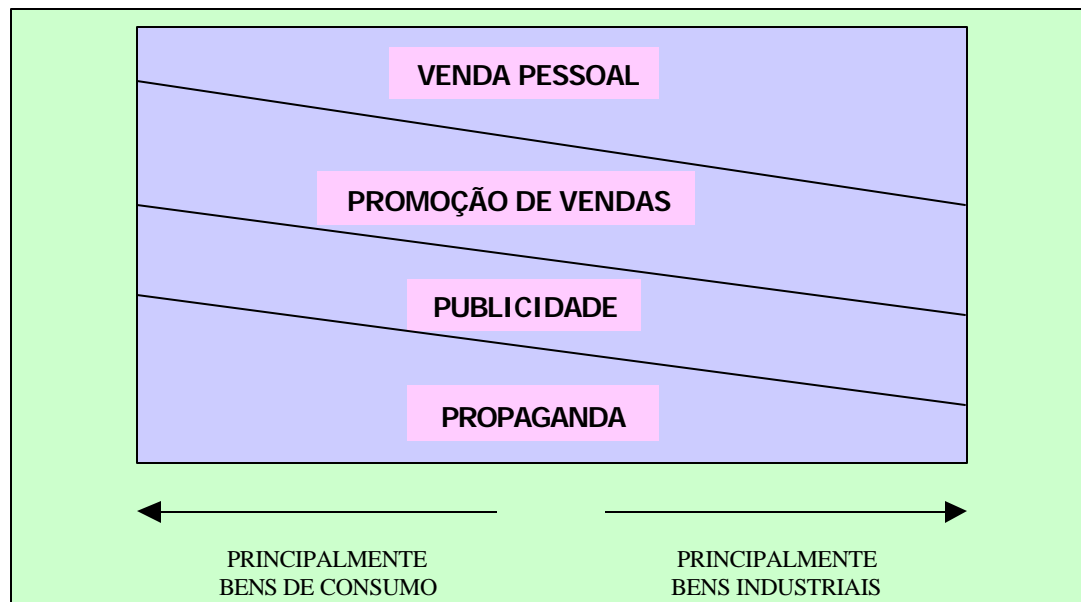 VENDA PESSOAL
PROMOÇÃO DE VENDAS
PUBLICIDADE
PROPAGANDA
PRINCIPALMENTE
BENS DE CONSUMO
PRINCIPALMENTE
BENS INDUSTRIAIS